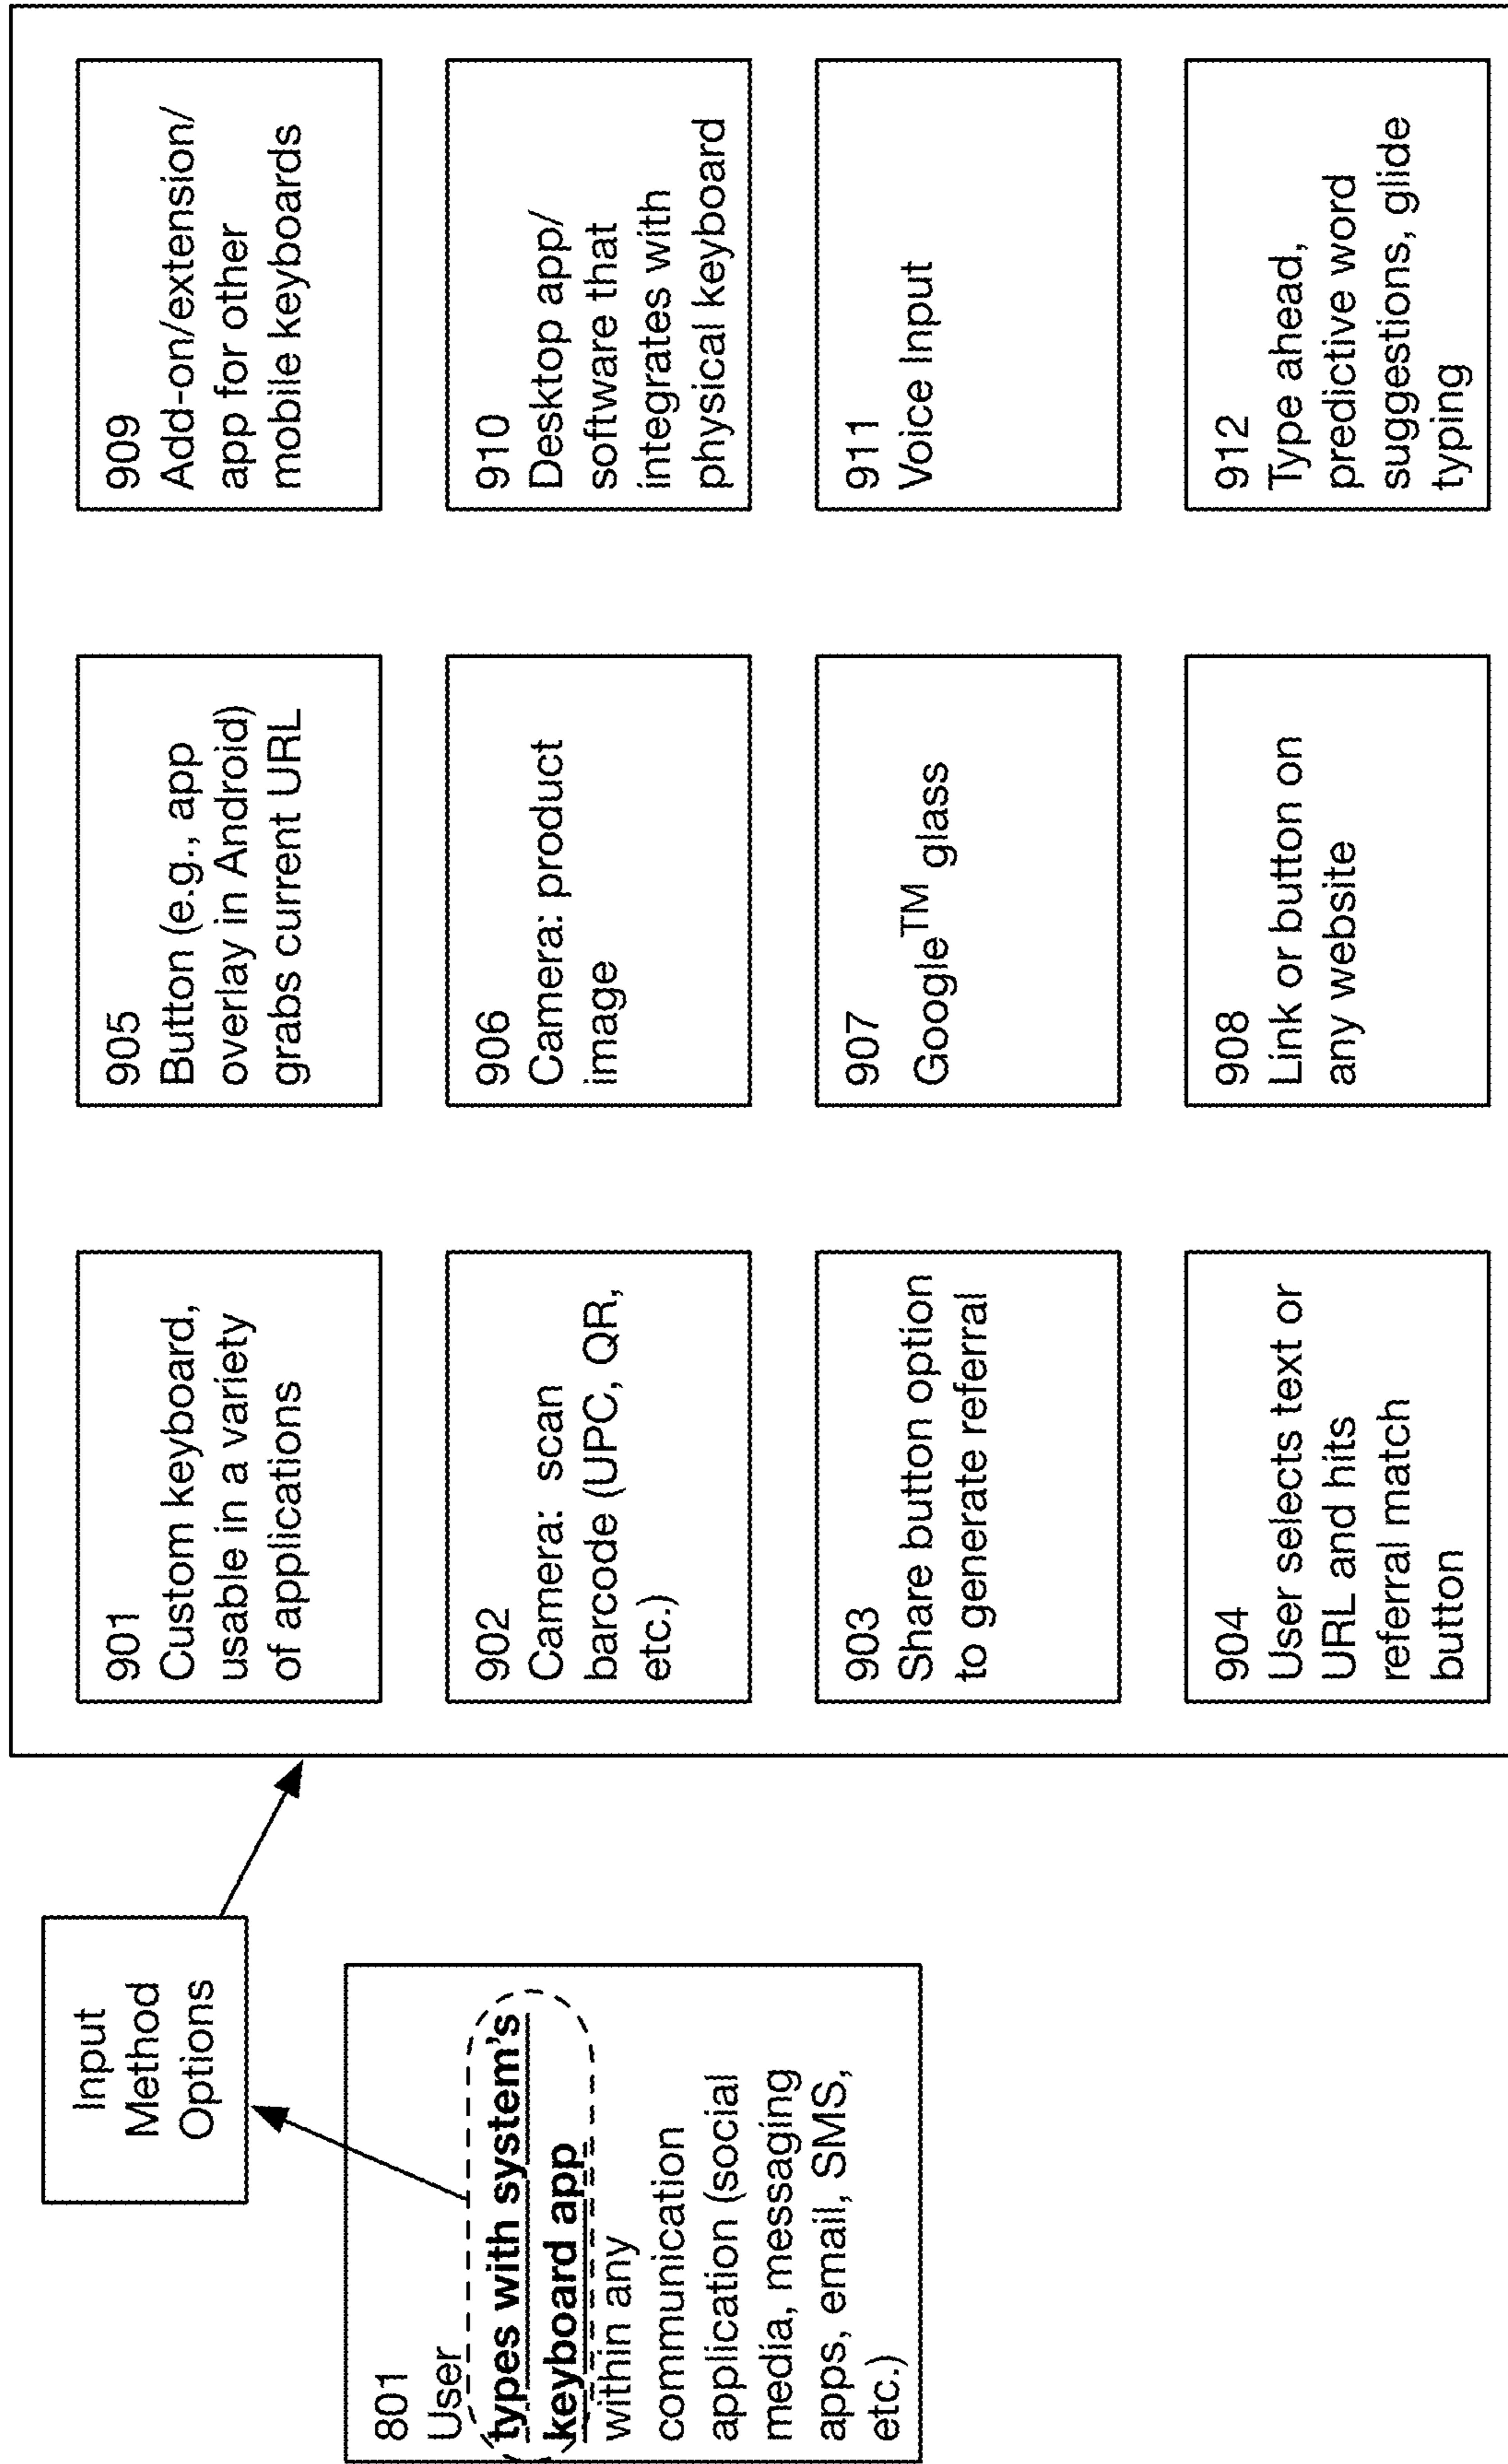 Input
Method
Options
801
User
types with system's
keyboard app
within any
communication
application (social
media, messaging
apps, email, SMS,
etc.)
901
Custom keyboard,
usable in a variety
of applications
902
Camera: scan
barcode (UPC, QR,
etc.)
903
Share button option
to generate referral
904
User selects text or
URL and hits
referral match
button
905
Button (e.g., app
overlay in Android)
grabs current URL
906
Camera: product
image
907
Google™ glass
908
Link or button on
any website
909
Add-on/extension/
app for other
mobile keyboards
910
Desktop app/
software that
integrates with
physical keyboard
911
Voice Input
912
Type ahead,
predictive word
suggestions, glide
typing